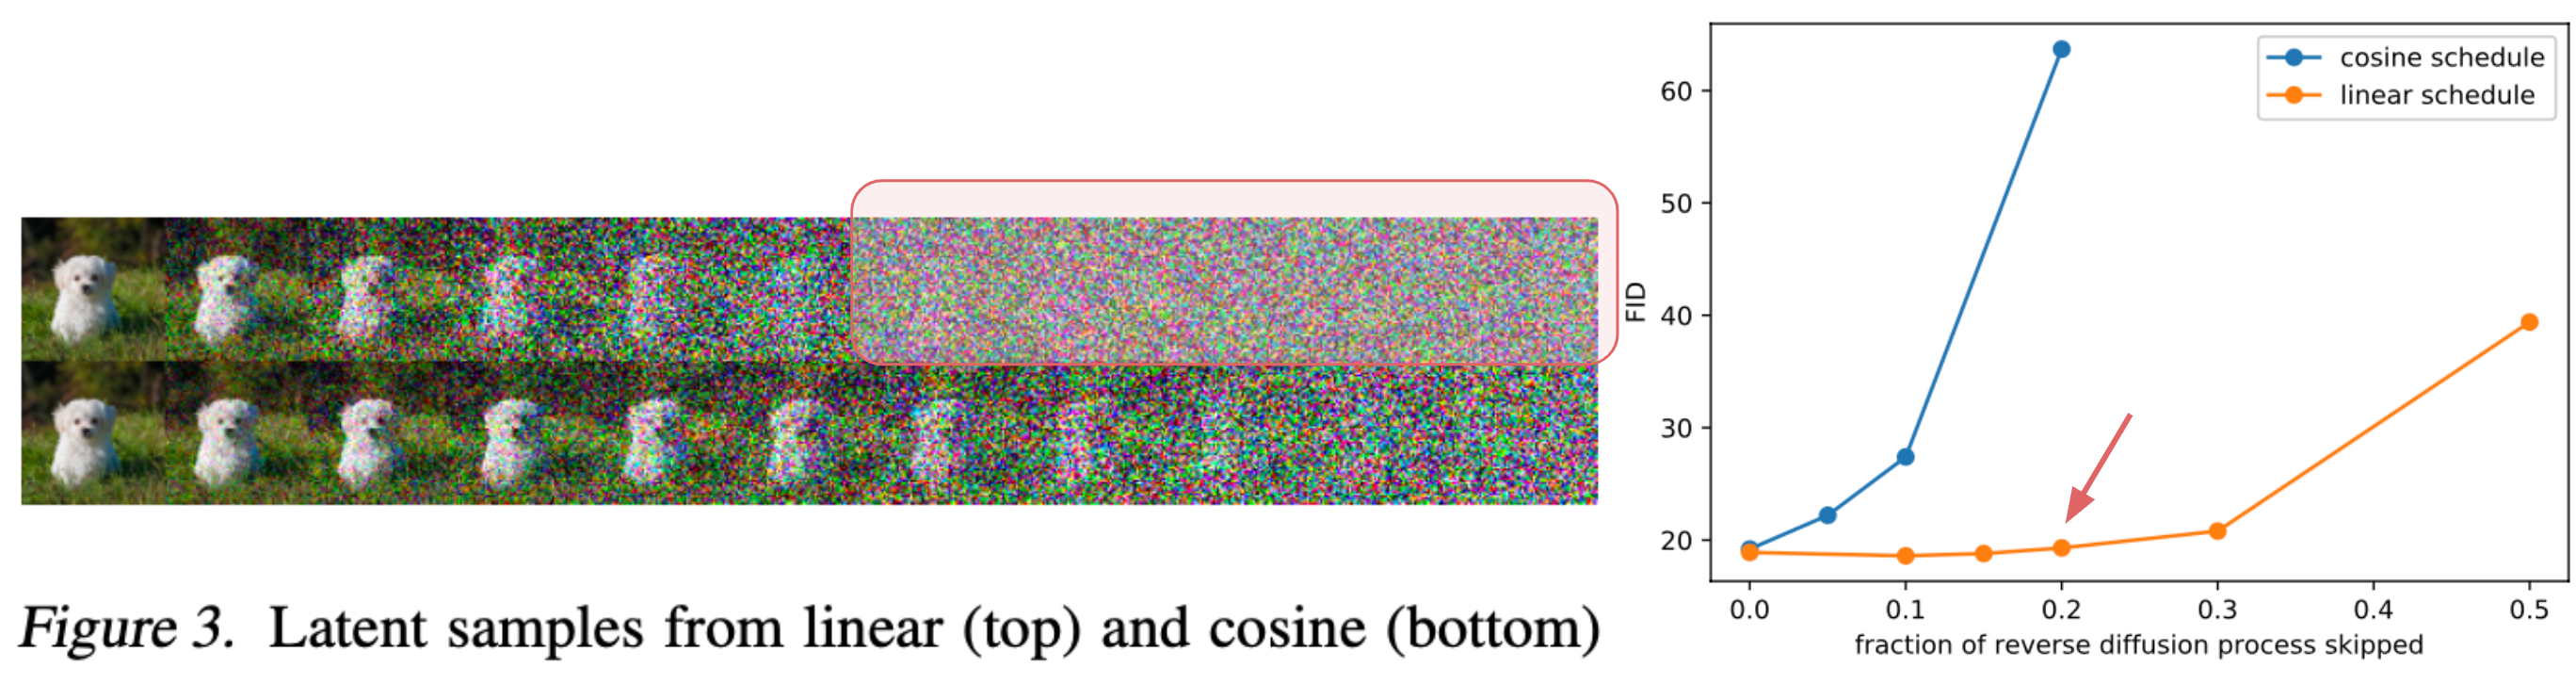 Figure 3. Latent samples from linear (top) and cosine (bottom)
cosine schedule
linear schedule
FID
60
50
40
30
20
0.0 0.1 0.2 0.3 0.4 0.5
fraction of reverse diffusion process skipped